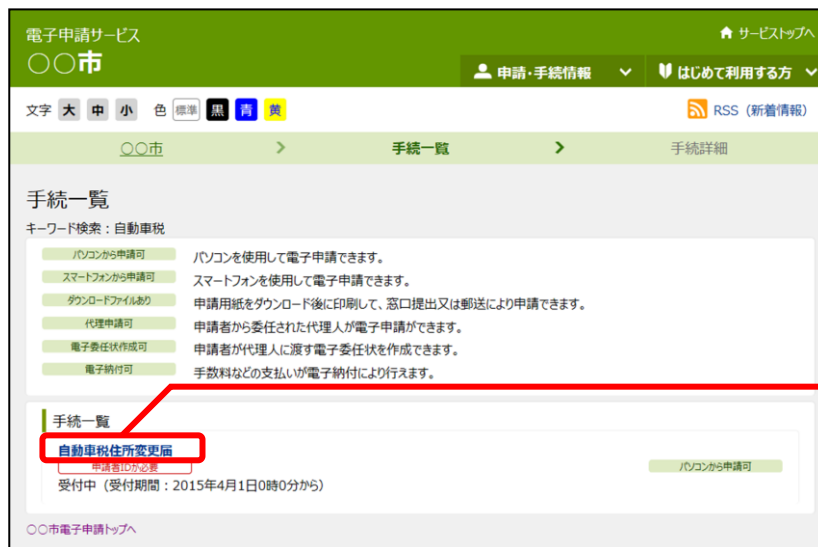 電子申請サービス
サービストップへ
〇〇市
申請・手続情報
はじめて利用する方
文字 大 中 小 色 標準 黒 青 黄
RSS（新着情報）
〇〇市 > 手続一覧 > 手続詳細
手続一覧
キーワード検索：自動車税
パソコンから申請可 パソコンを使用して電子申請できます。
スマートフォンから申請可 スマートフォンを使用して電子申請できます。
ダウンロードファイルあり 申請用紙をダウンロード後に印刷して、窓口提出又は郵送により申請できます。
代理申請可 申請者から委任された代理人が電子申請ができます。
電子委任状作成可 申請者が代理人に渡す電子委任状を作成できます。
電子納付可 手数料などの支払いが電子納付により行えます。
手続一覧
自動車税住所変更届
申請者IDが必要
パソコンから申請可
受付中（受付期間：2015年4月1日0時0分から）
〇〇市電子申請トップへ